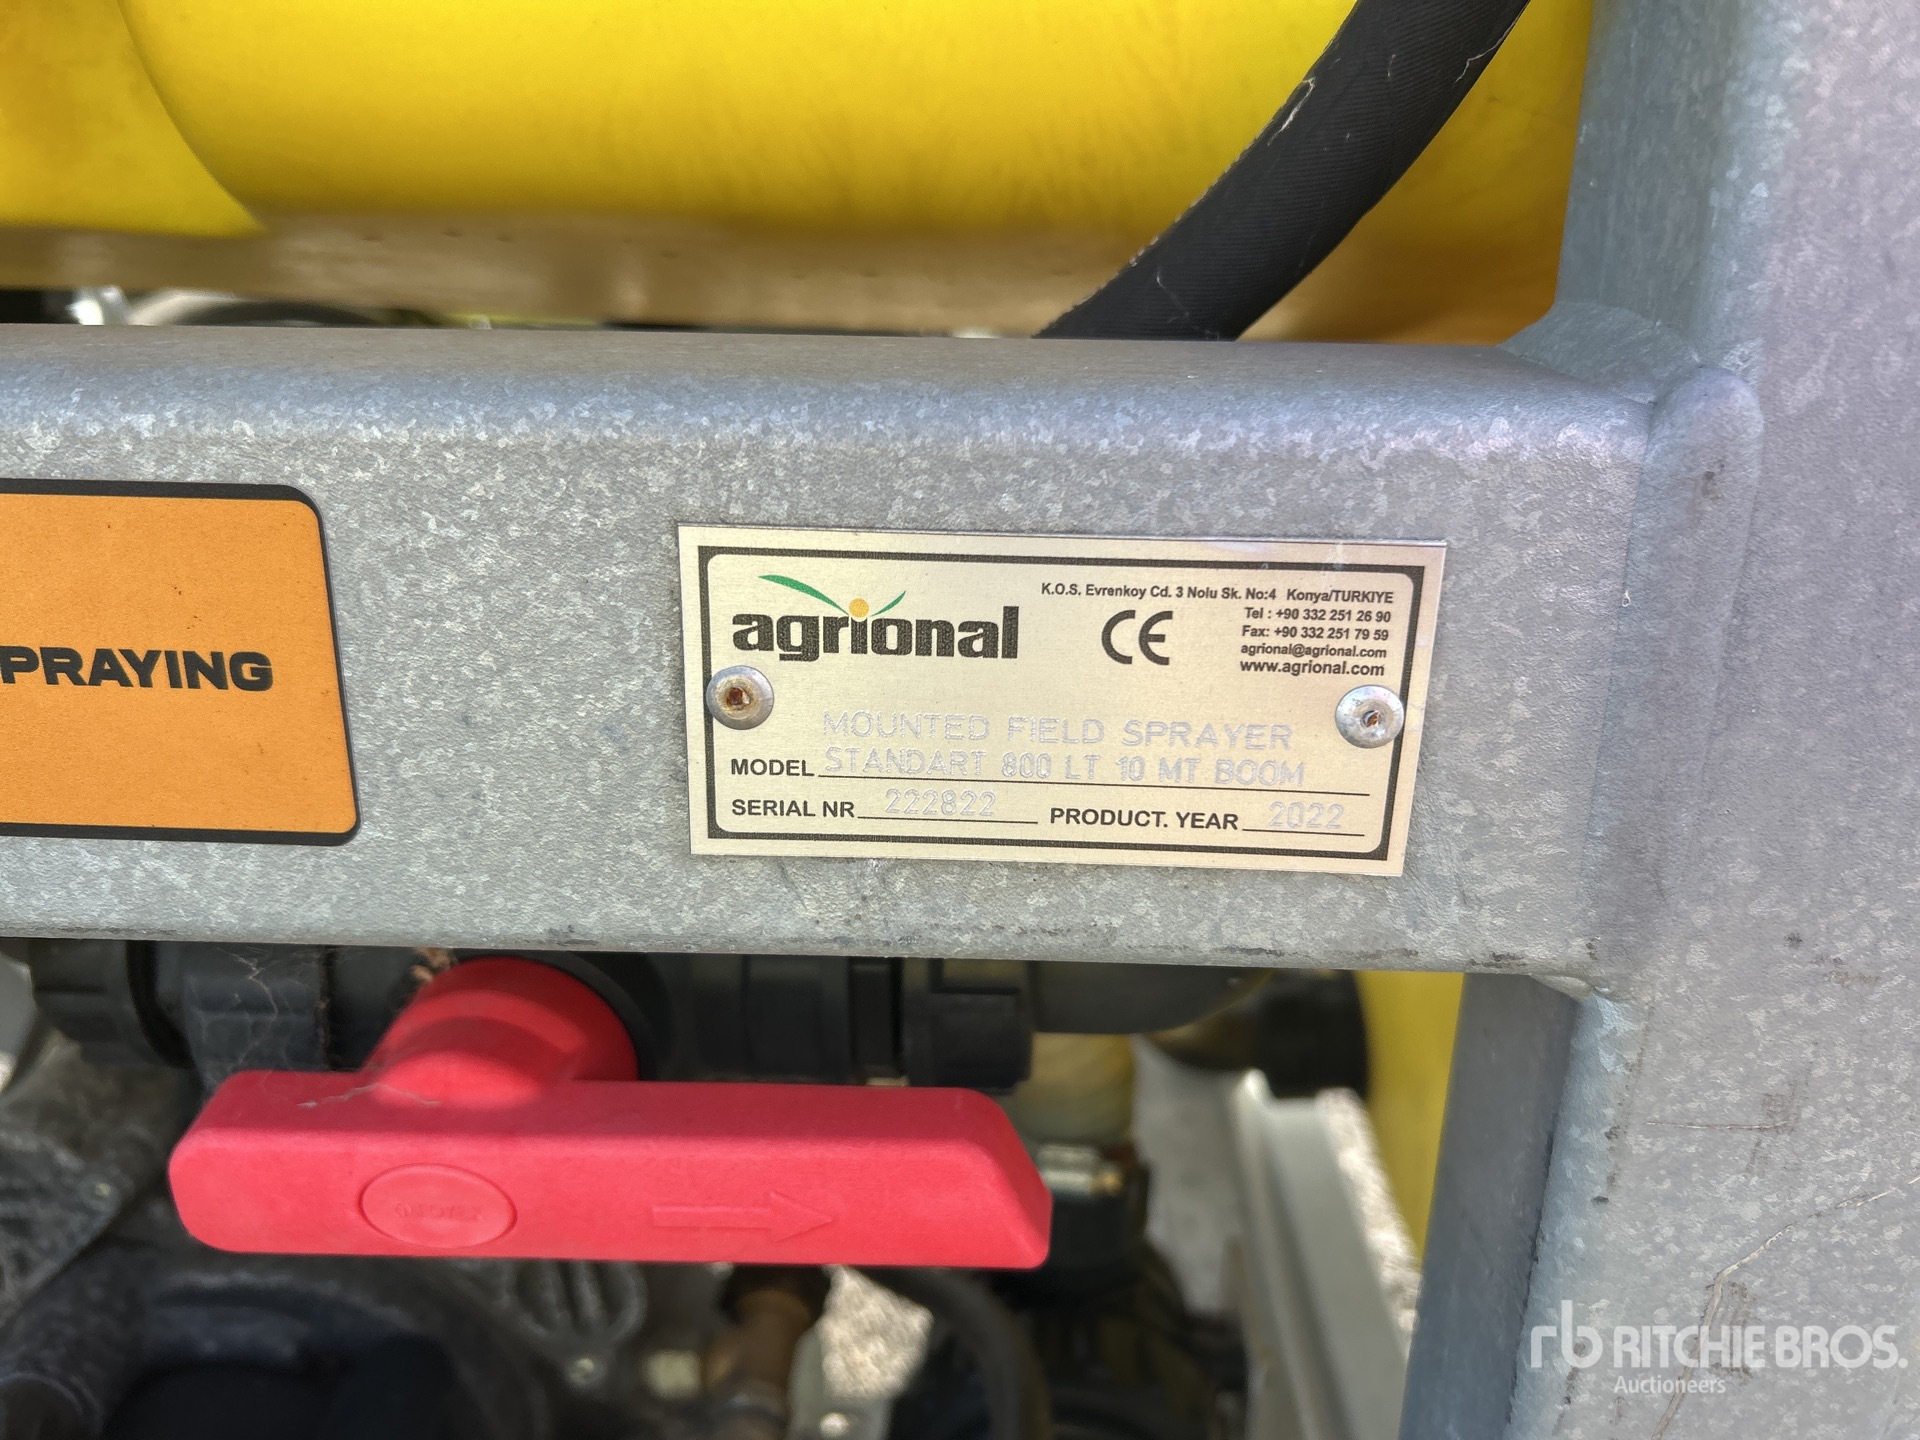 PRAYING
agrional
CE
K.O.S. Evrenkoy Cd. 3 Nolu Sk. No:4 Konya/TURKIYE
Tel : +90 332 251 26 90
Fax: +90 332 251 79 59
agrional@agrional.com
www.agrional.com
MOUNTED FIELD SPRAYER
MODEL STANDART 800 LT 10 MT BOOM
SERIAL NR 222822 PRODUCT. YEAR 2022
rb RITCHIE BROS.
Auctioneers